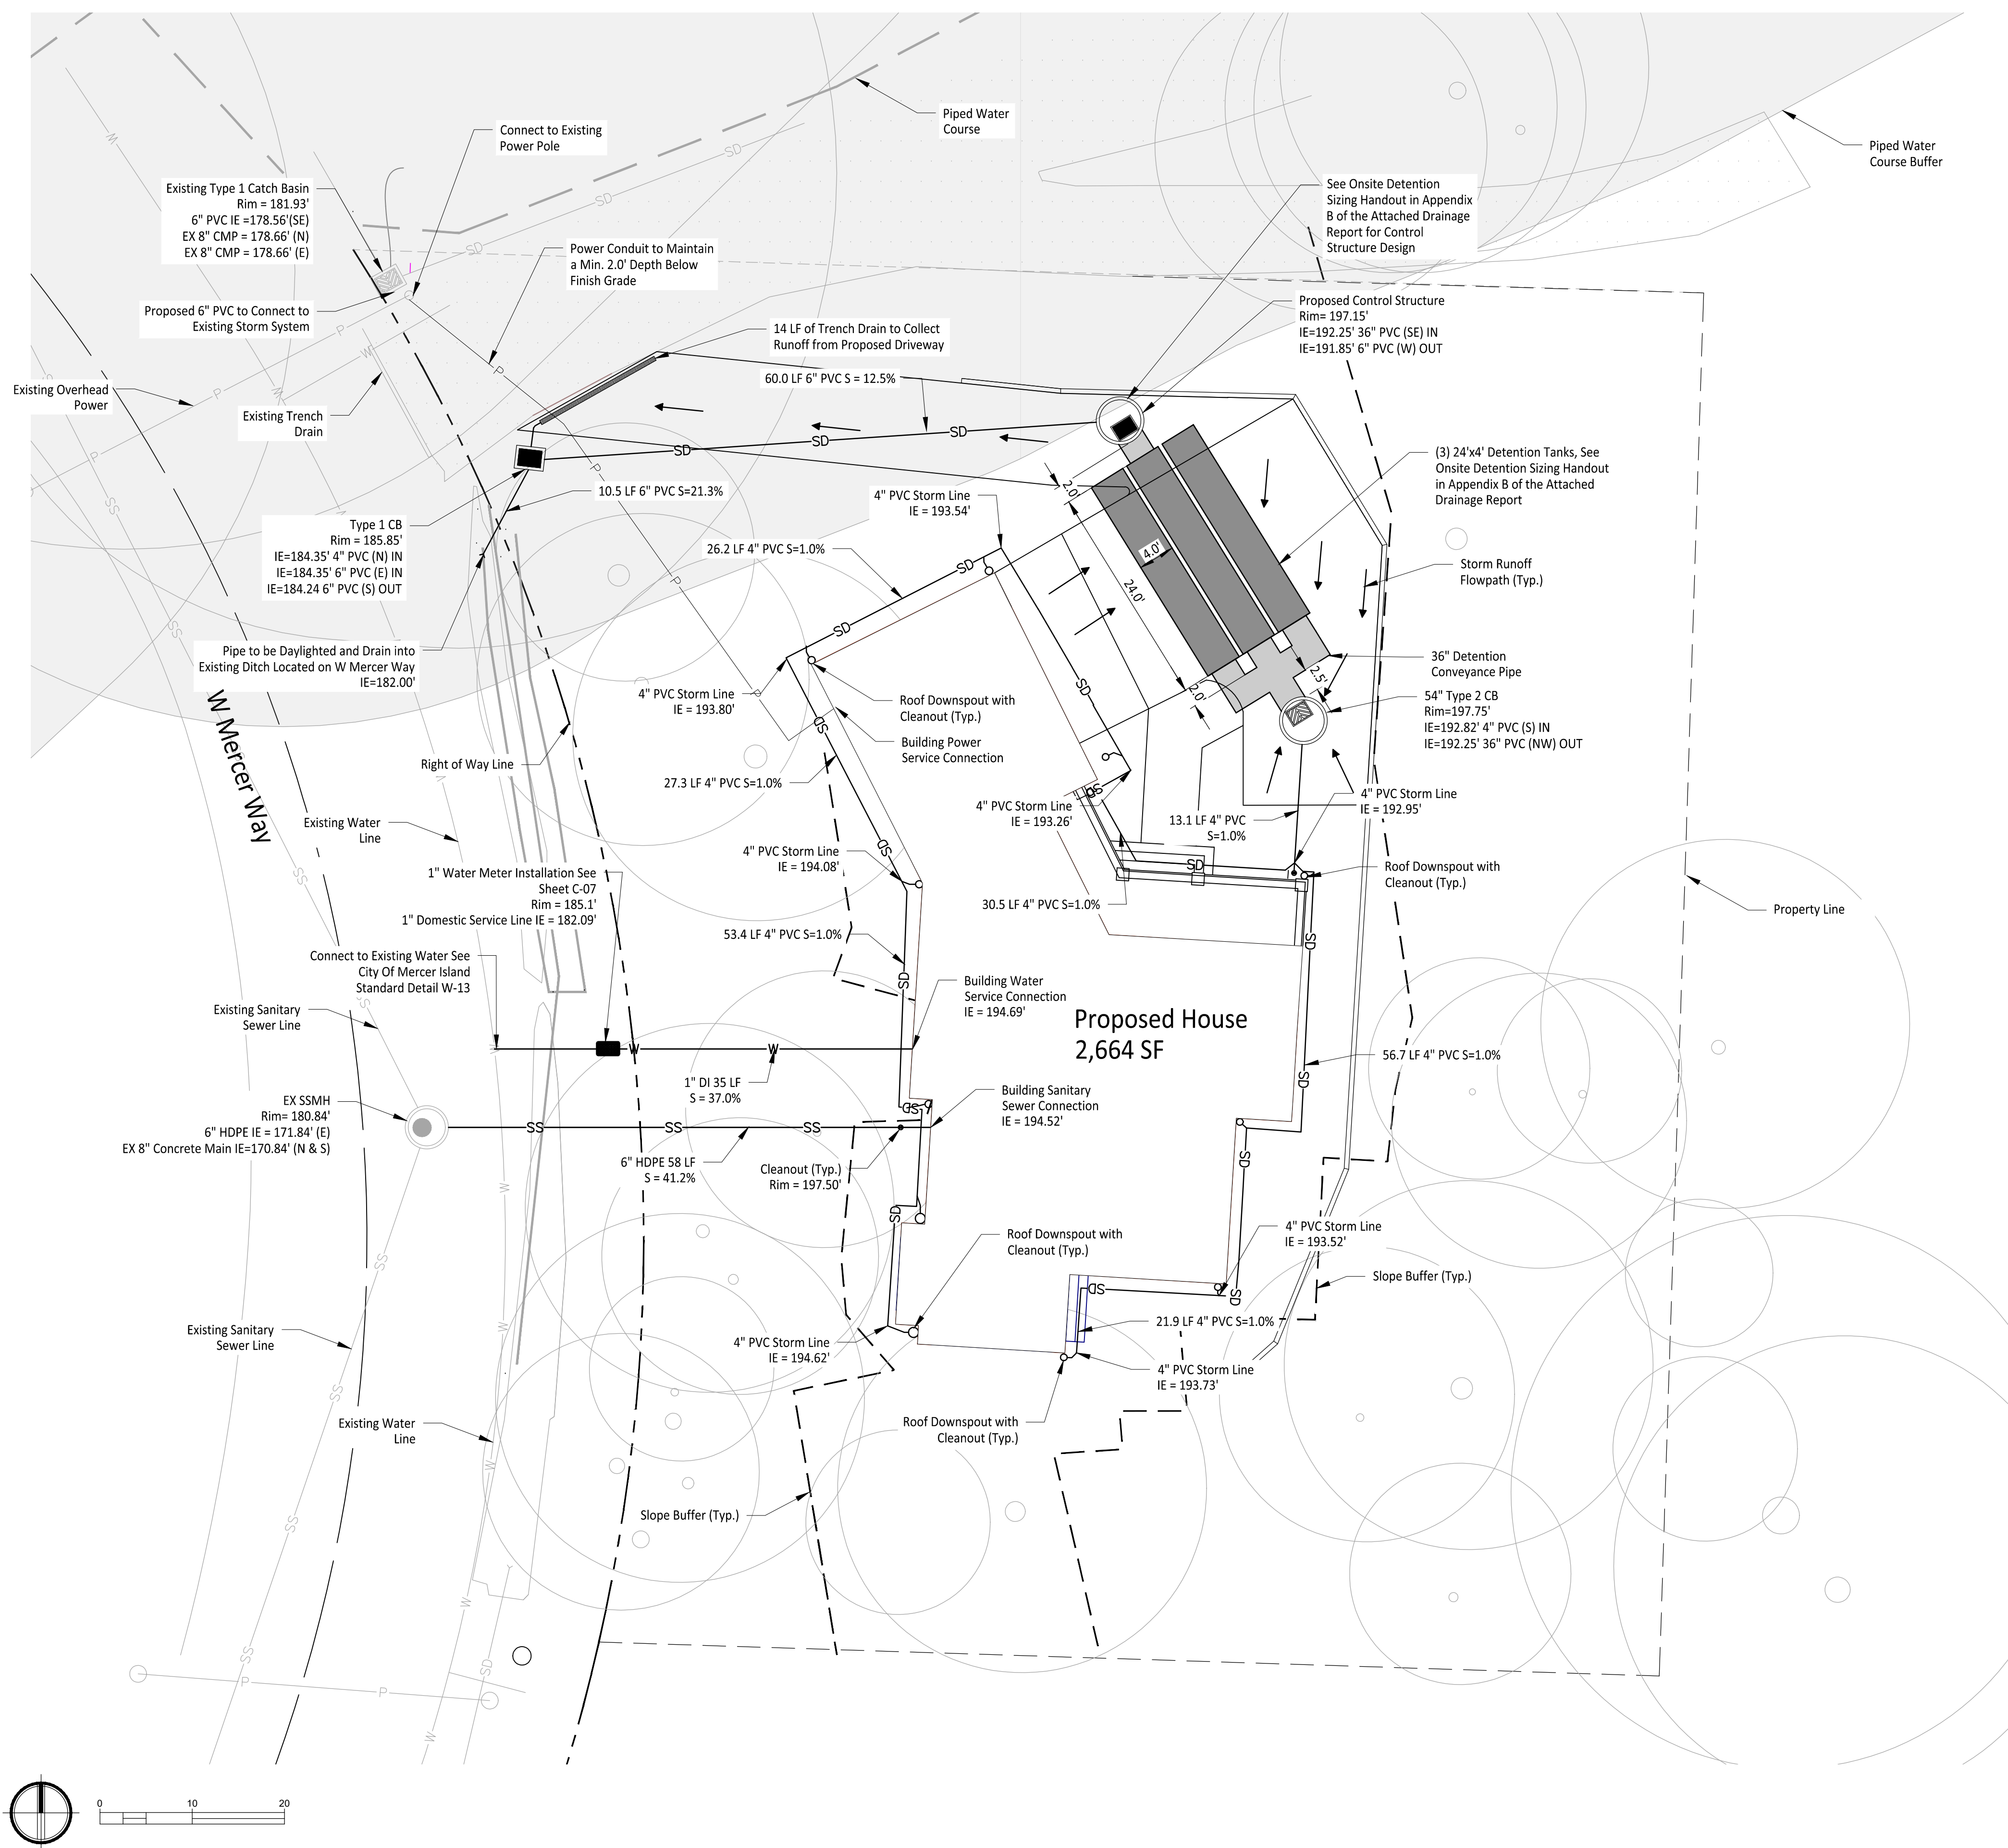 Connect to Existing
Power Pole
Piped Water
Course
Piped Water
Course Buffer
Existing Type 1 Catch Basin
Rim = 181.93'
6" PVC IE =178.56'(SE)
EX 8" CMP = 178.66' (N)
EX 8" CMP = 178.66' (E)
See Onsite Detention
Sizing Handout in Appendix
B of the Attached Drainage
Report for Control
Structure Design
Power Conduit to Maintain
a Min. 2.0' Depth Below
Finish Grade
Proposed 6" PVC to Connect to
Existing Storm System
Proposed Control Structure
Rim= 197.15'
IE=192.25' 36" PVC (SE) IN
IE=191.85' 6" PVC (W) OUT
14 LF of Trench Drain to Collect
Runoff from Proposed Driveway
60.0 LF 6" PVC S = 12.5%
Existing Overhead
Power
Existing Trench
Drain
(3) 24'x4' Detention Tanks, See
Onsite Detention Sizing Handout
in Appendix B of the Attached
Drainage Report
10.5 LF 6" PVC S=21.3%
4" PVC Storm Line
IE = 193.54'
2.0'
4.0'
24.0'
2.0'
2.5'
Type 1 CB
Rim = 185.85'
IE=184.35' 4" PVC (N) IN
IE=184.35' 6" PVC (E) IN
IE=184.24 6" PVC (S) OUT
26.2 LF 4" PVC S=1.0%
Storm Runoff
Flowpath (Typ.)
Pipe to be Daylighted and Drain into
Existing Ditch Located on W Mercer Way
IE=182.00'
36" Detention
Conveyance Pipe
4" PVC Storm Line
IE = 193.80'
Roof Downspout with
Cleanout (Typ.)
54" Type 2 CB
Rim=197.75'
IE=192.82' 4" PVC (S) IN
IE=192.25' 36" PVC (NW) OUT
W Mercer Way
Building Power
Service Connection
Right of Way Line
27.3 LF 4" PVC S=1.0%
4" PVC Storm Line
IE = 193.26'
4" PVC Storm Line
IE = 192.95'
Existing Water
Line
13.1 LF 4" PVC
S=1.0%
4" PVC Storm Line
IE = 194.08'
1" Water Meter Installation See
Sheet C-07
Rim = 185.1'
1" Domestic Service Line IE = 182.09'
Roof Downspout with
Cleanout (Typ.)
30.5 LF 4" PVC S=1.0%
Property Line
53.4 LF 4" PVC S=1.0%
Connect to Existing Water See
City Of Mercer Island
Standard Detail W-13
Building Water
Service Connection
IE = 194.69'
Existing Sanitary
Sewer Line
Proposed House
2,664 SF
56.7 LF 4" PVC S=1.0%
1" DI 35 LF
S = 37.0%
Building Sanitary
Sewer Connection
IE = 194.52'
EX SSMH
Rim= 180.84'
6" HDPE IE = 171.84' (E)
EX 8" Concrete Main IE=170.84' (N & S)
6" HDPE 58 LF
S = 41.2%
Cleanout (Typ.)
Rim = 197.50'
Roof Downspout with
Cleanout (Typ.)
4" PVC Storm Line
IE = 193.52'
Slope Buffer (Typ.)
21.9 LF 4" PVC S=1.0%
Existing Sanitary
Sewer Line
4" PVC Storm Line
IE = 194.62'
4" PVC Storm Line
IE = 193.73'
Existing Water
Line
Roof Downspout with
Cleanout (Typ.)
Slope Buffer (Typ.)
0 10 20